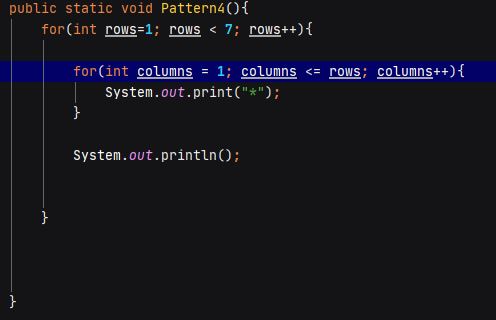 public static void Pattern4(){
for(int rows=1; rows < 7; rows++){
for(int columns = 1; columns <= rows; columns++){
System.out.print("*");
}
System.out.println();
}
}